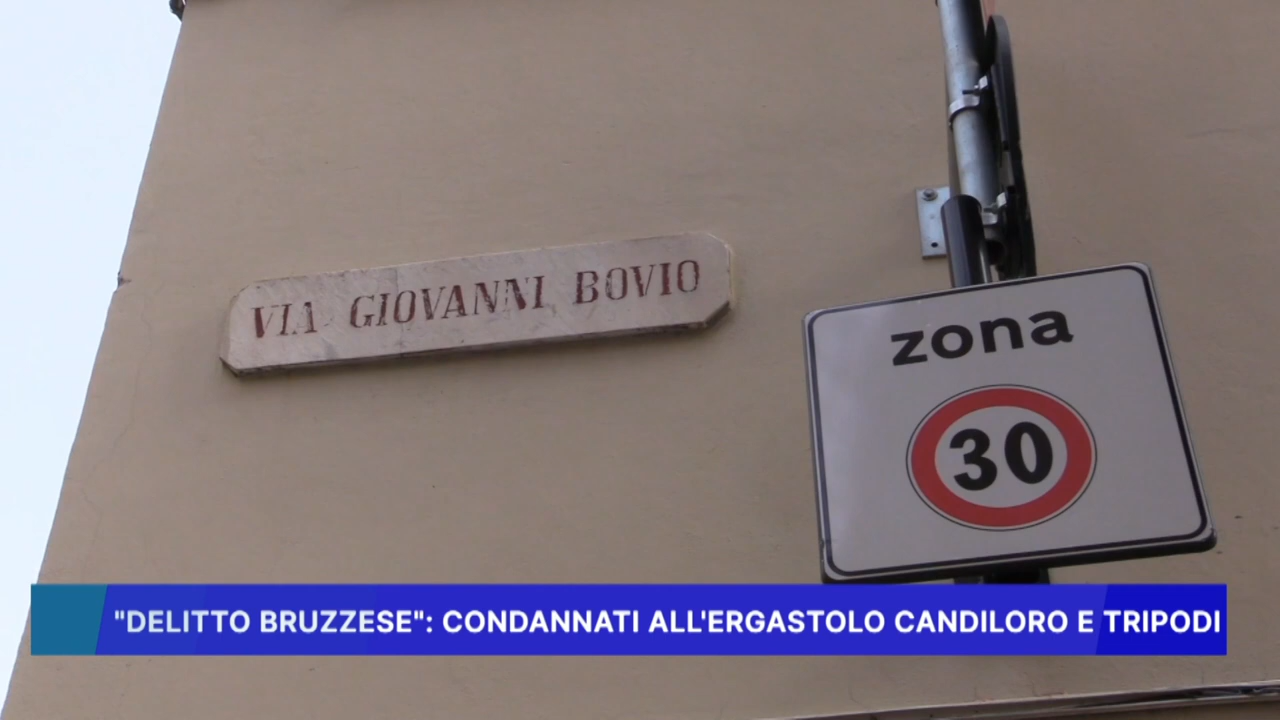 VIA GIOVANNI BOVIO
zona
30
"DELITTO BRUZZESE": CONDANNATI ALL'ERGASTOLO CANDILORO E TRIPODI